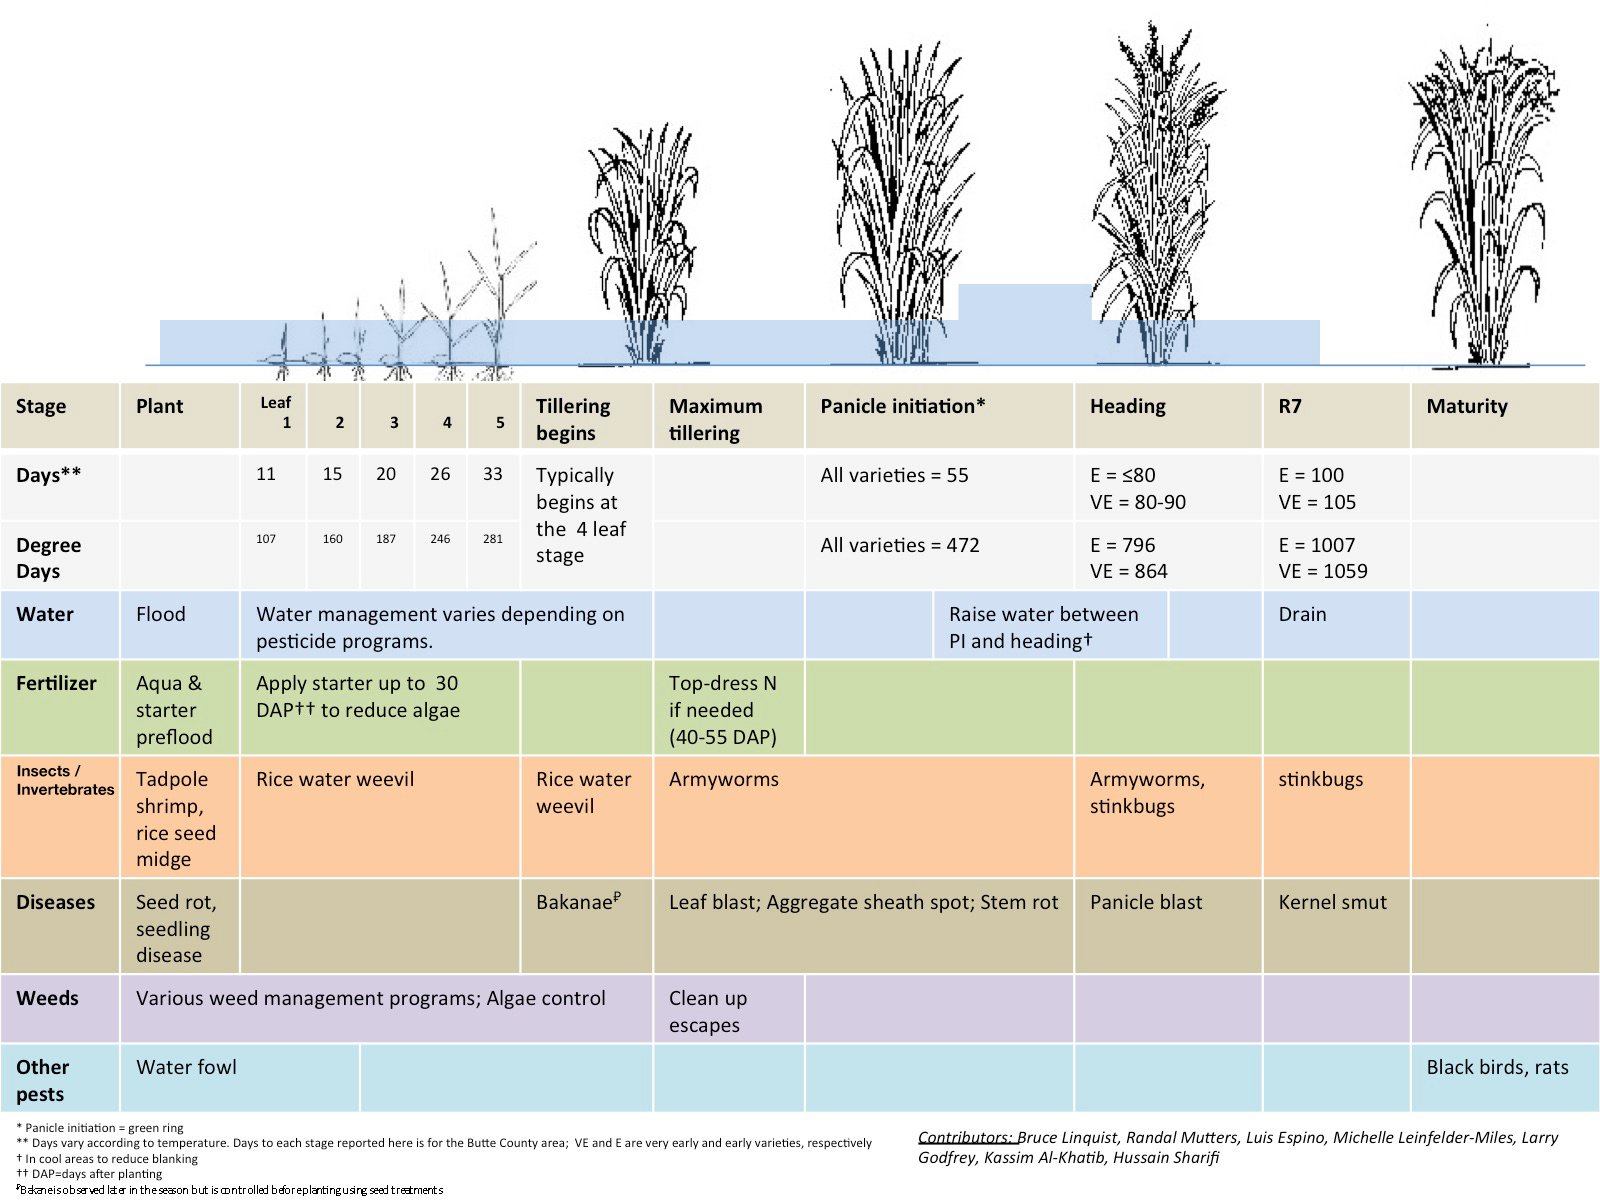 Stage
Plant
Leaf
1
2
3
4
5
Tillering
begins
Maximum
tillering
Panicle initiation*
Heading
R7
Maturity
Days**
11
15
20
26
33
Typically
begins at
the 4 leaf
stage
All varieties = 55
E = ≤80
VE = 80-90
E = 100
VE = 105
Degree
Days
107
160
187
246
281
All varieties = 472
E = 796
VE = 864
E = 1007
VE = 1059
Water
Flood
Water management varies depending on
pesticide programs.
Raise water between
PI and heading†
Drain
Fertilizer
Aqua &
starter
preflood
Apply starter up to 30
DAP†† to reduce algae
Top-dress N
if needed
(40-55 DAP)
Insects /
Invertebrates
Tadpole
shrimp,
rice seed
midge
Rice water weevil
Rice water
weevil
Armyworms
Armyworms,
stinkbugs
stinkbugs
Diseases
Seed rot,
seedling
disease
Bakanae₽
Leaf blast; Aggregate sheath spot; Stem rot
Panicle blast
Kernel smut
Weeds
Various weed management programs; Algae control
Clean up
escapes
Other
pests
Water fowl
Black birds, rats
* Panicle initiation = green ring
** Days vary according to temperature. Days to each stage reported here is for the Butte County area; VE and E are very early and early varieties, respectively
† In cool areas to reduce blanking
†† DAP=days after planting
₽Bakane is observed later in the season but is controlled before planting using seed treatments
Contributors: Bruce Linquist, Randal Mutters, Luis Espino, Michelle Leinfelder-Miles, Larry
Godfrey, Kassim Al-Khatib, Hussain Sharifi